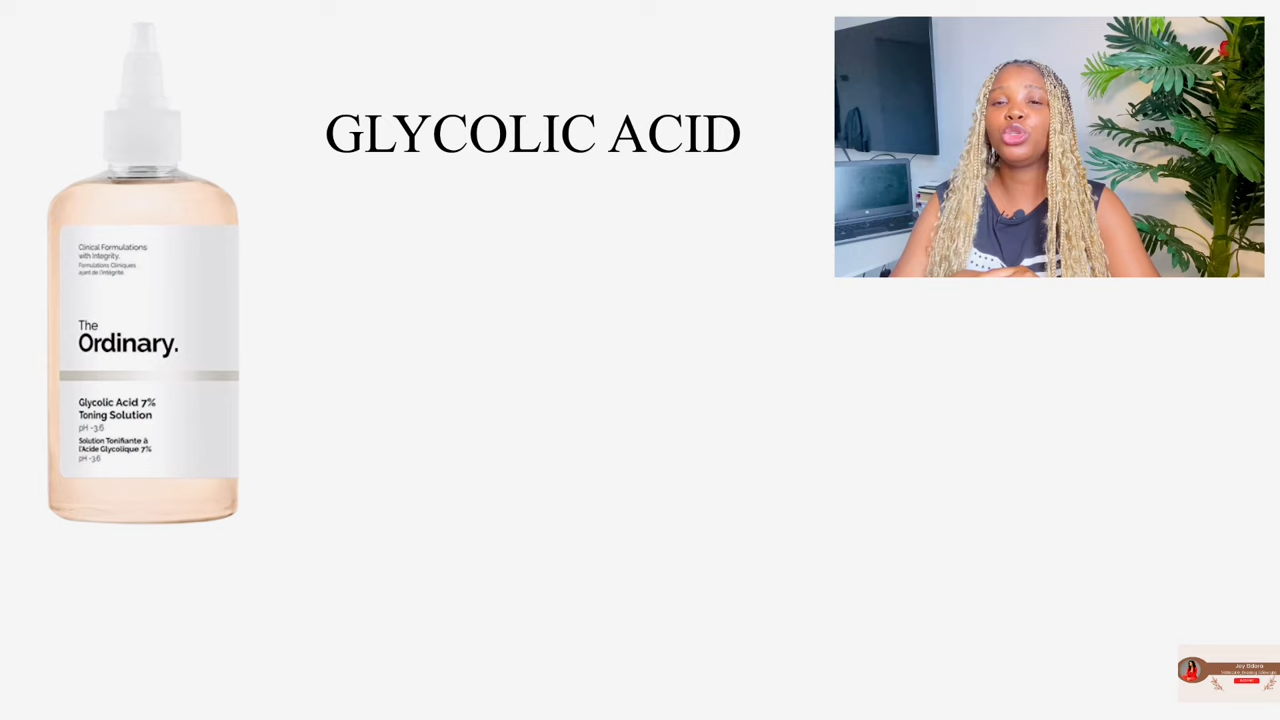 GLYCOLIC ACID
Clinical Formulations
with Integrity.
Formulations Cliniques
avant de l'intégrité.
The
Ordinary.
Glycolic Acid 7%
Toning Solution
pH ~3.6
Solution Tonifiante à
l'Acide Glycolique 7%
pH ~3.6